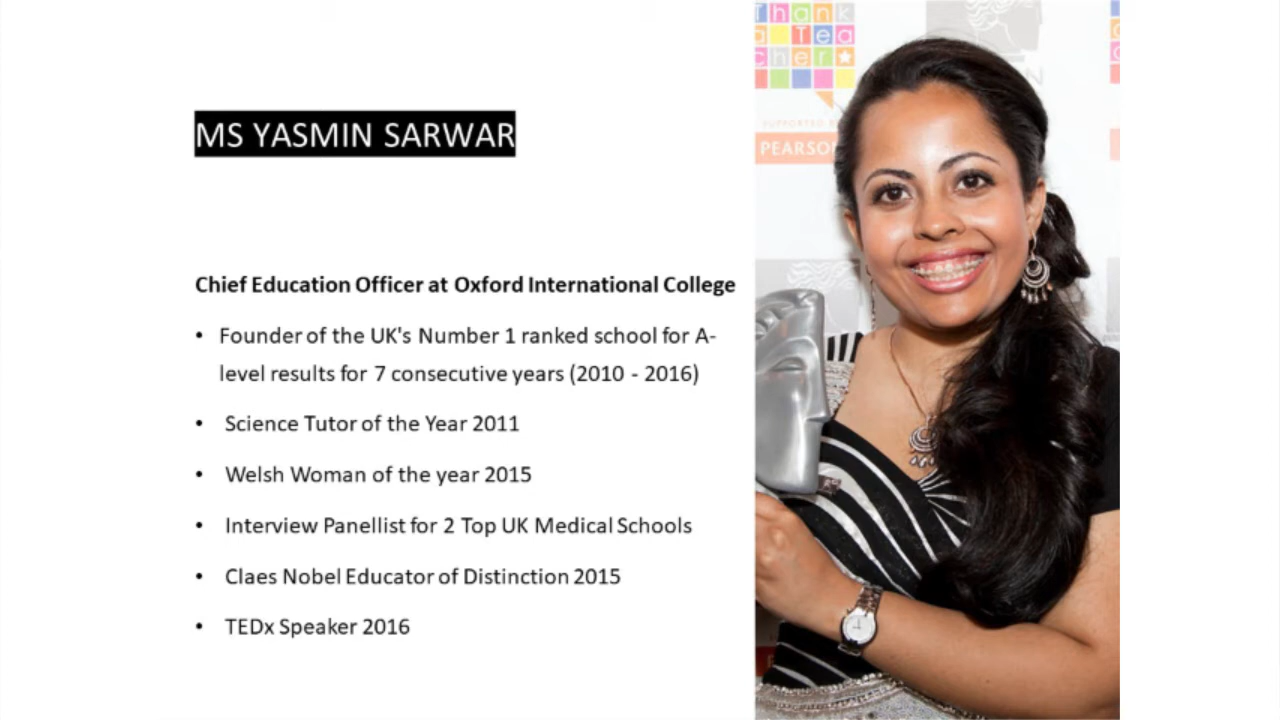 MS YASMIN SARWAR
Chief Education Officer at Oxford International College
• Founder of the UK's Number 1 ranked school for A-
level results for 7 consecutive years (2010 - 2016)
• Science Tutor of the Year 2011
• Welsh Woman of the year 2015
• Interview Panellist for 2 Top UK Medical Schools
• Claes Nobel Educator of Distinction 2015
• TEDx Speaker 2016
Thank
a Tea
cher
SUPPORTED
PEARSON